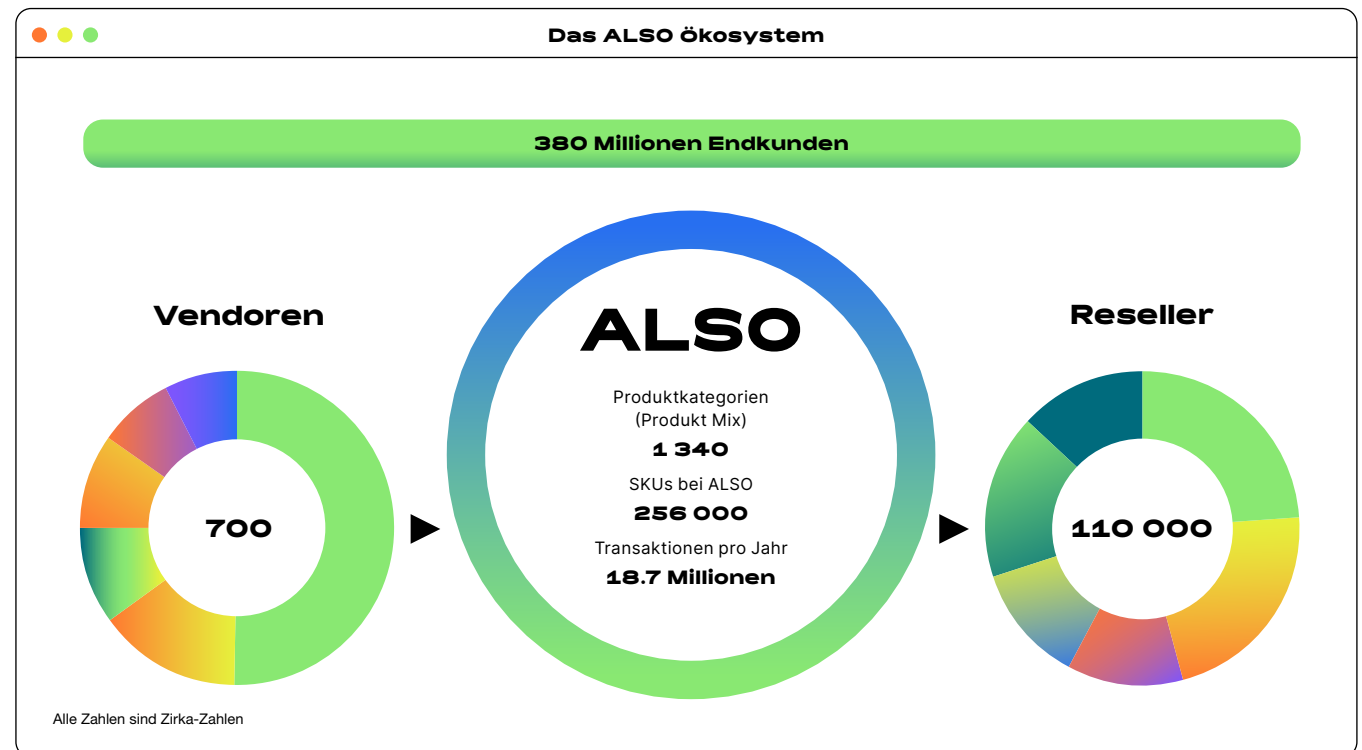 Das ALSO Ökosystem
380 Millionen Endkunden
Vendoren
700
ALSO
Produktkategorien
(Produkt Mix)
1 340
SKUs bei ALSO
256 000
Transaktionen pro Jahr
18.7 Millionen
Reseller
110 000
Alle Zahlen sind Zirka-Zahlen